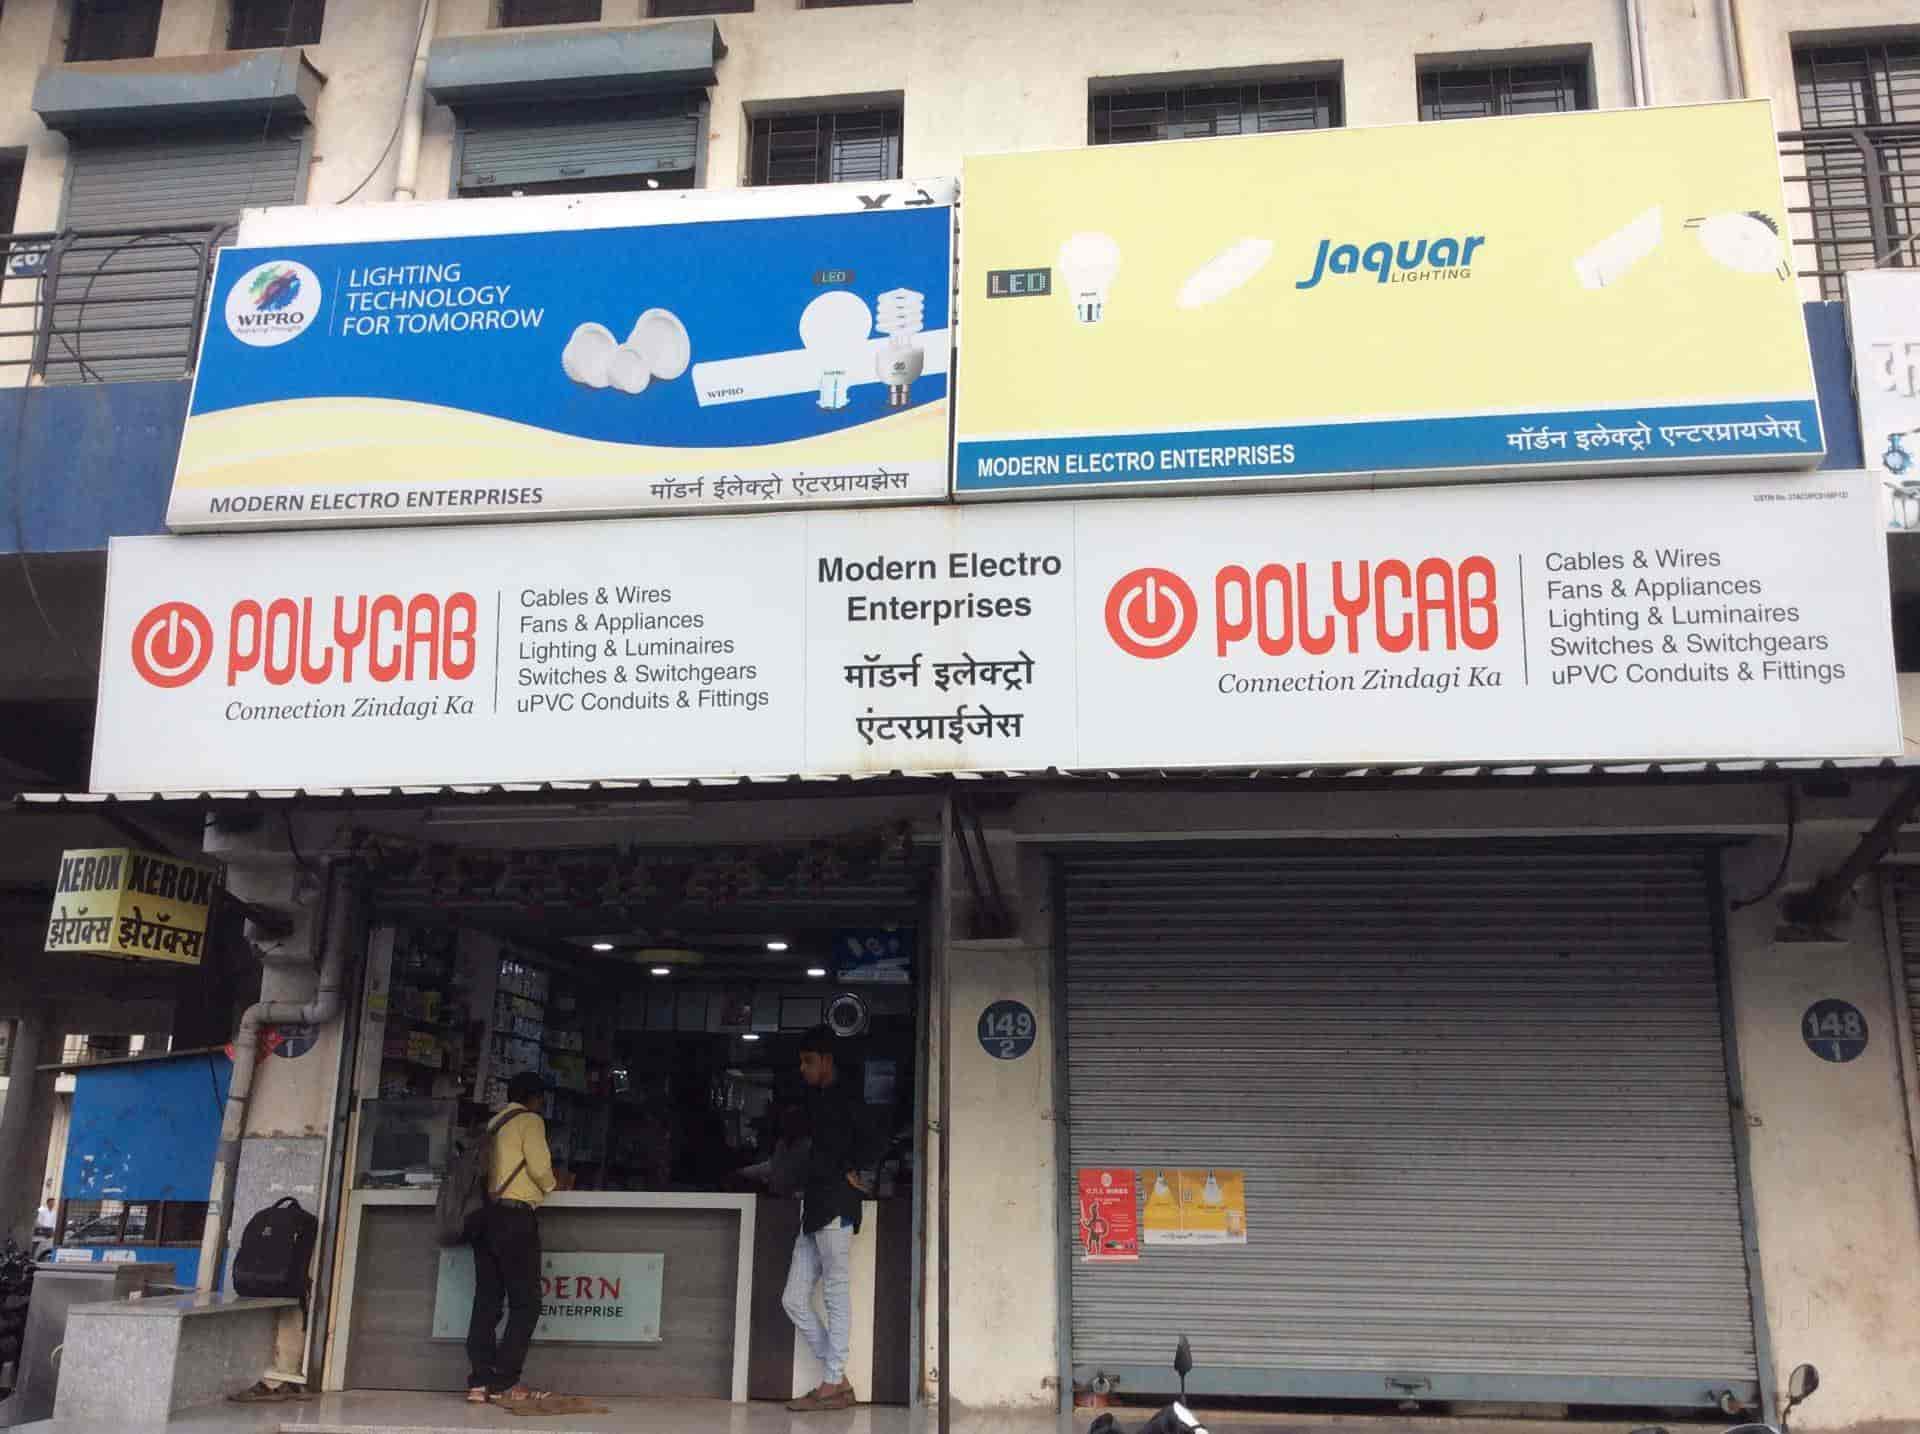 WIPRO
LIGHTING
TECHNOLOGY
FOR TOMORROW
LED
WIPRO
MODERN ELECTRO ENTERPRISES
मॉडर्न ईलेक्ट्रो एंटरप्रायझेस
LED
Jaquar
LIGHTING
MODERN ELECTRO ENTERPRISES
मॉर्डन इलेक्ट्रो एन्टरप्रायजेस्
POLYCAB
Connection Zindagi Ka
Cables & Wires
Fans & Appliances
Lighting & Luminaires
Switches & Switchgears
uPVC Conduits & Fittings
Modern Electro
Enterprises
मॉडर्न इलेक्ट्रो
एंटरप्राईजेस
POLYCAB
Connection Zindagi Ka
Cables & Wires
Fans & Appliances
Lighting & Luminaires
Switches & Switchgears
uPVC Conduits & Fittings
XEROX
झेरॉक्स
XEROX
झेरॉक्स
149
2
148
1
1
DERN
ENTERPRISE
WIRES